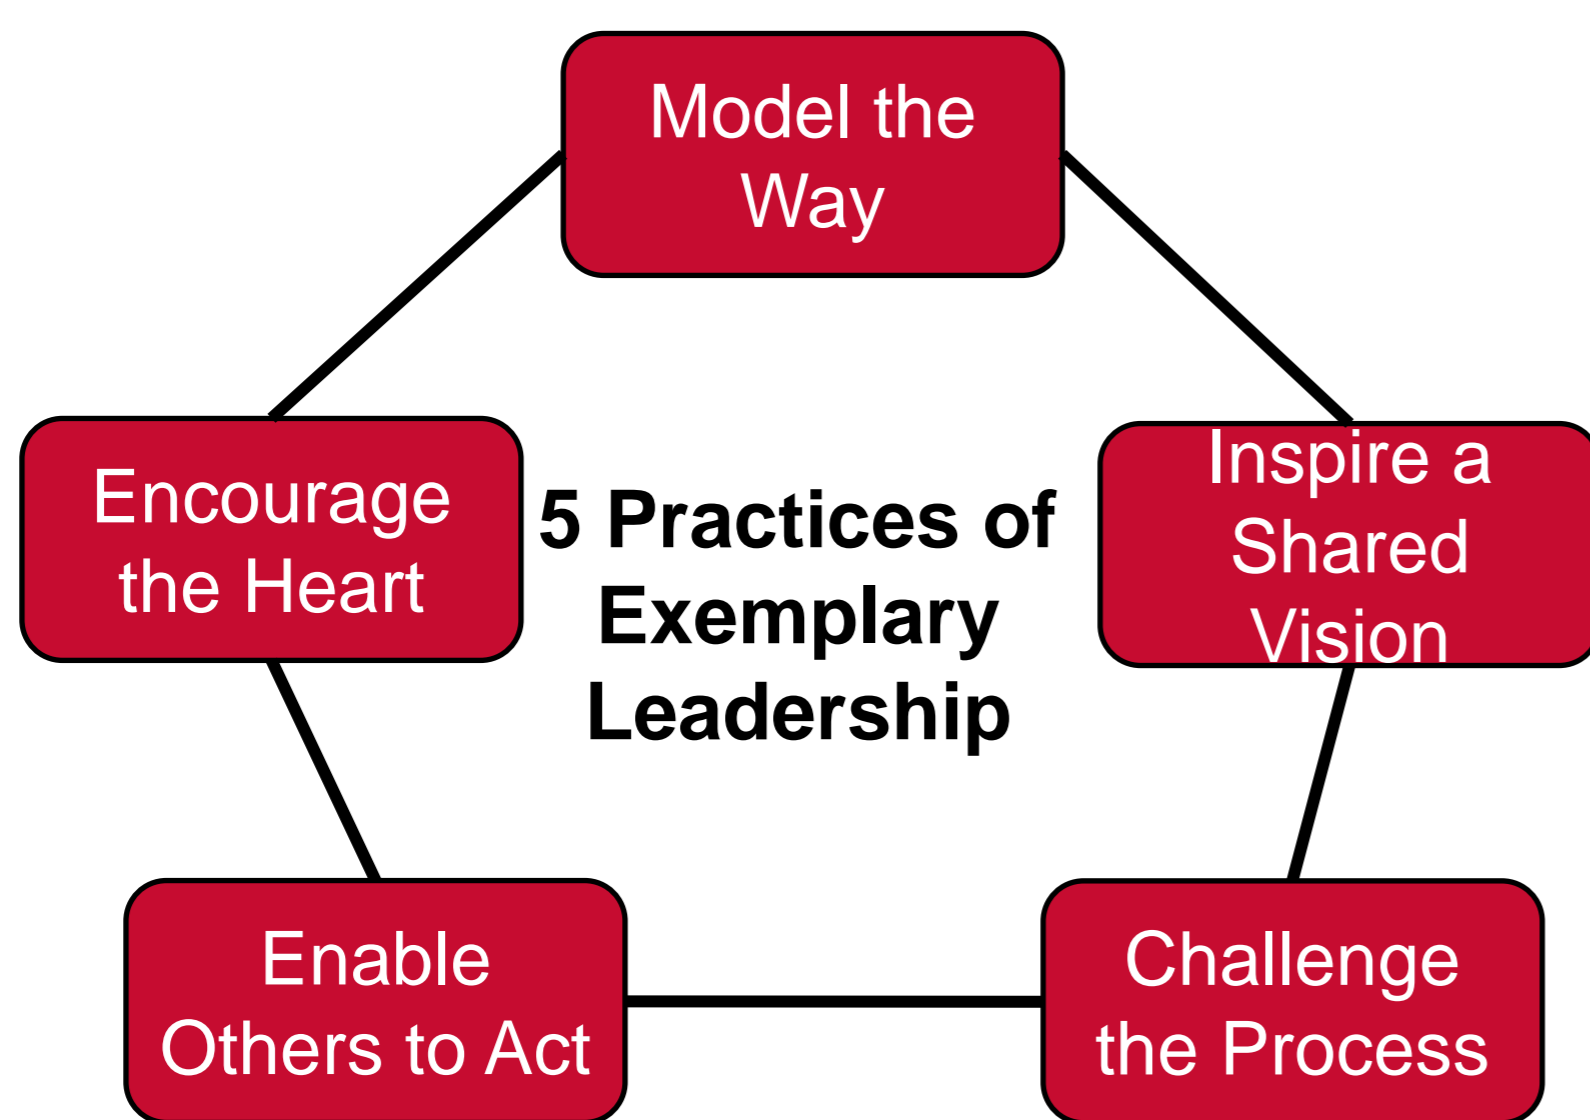 Model the
Way
Inspire a
Shared
Vision
Challenge
the Process
Enable
Others to Act
Encourage
the Heart
5 Practices of
Exemplary
Leadership